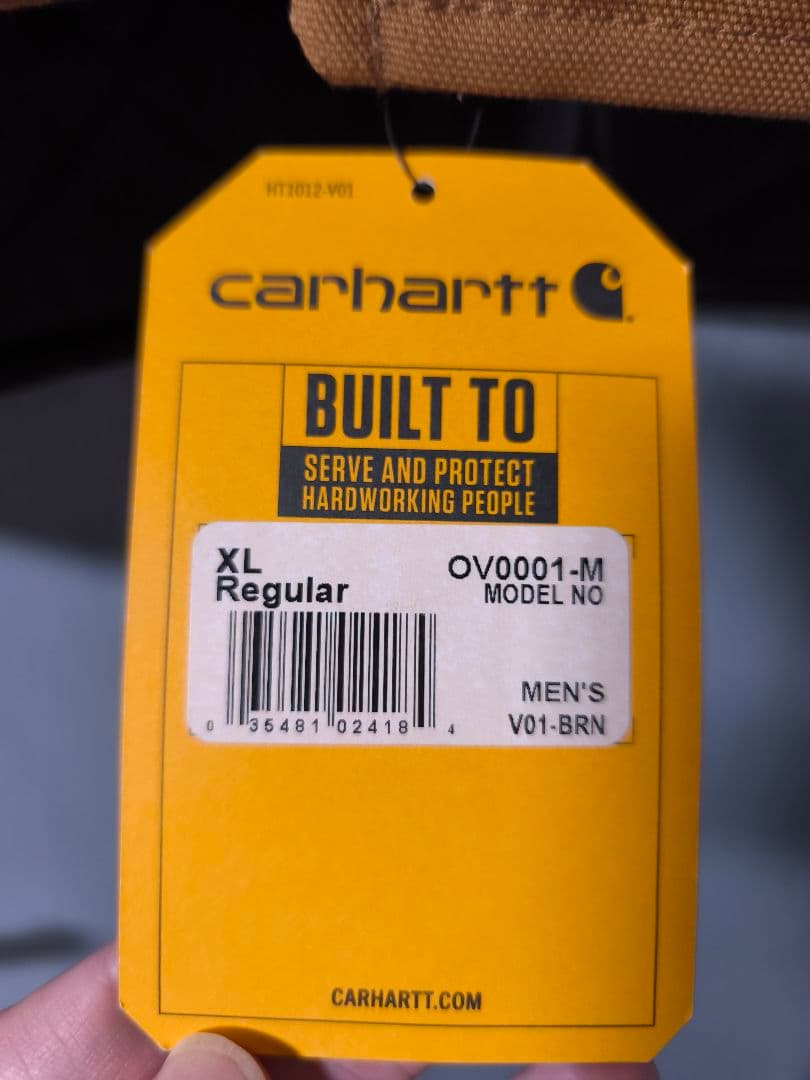 HT1012-V01
carhartt
BUILT TO
SERVE AND PROTECT
HARDWORKING PEOPLE
XL
Regular
OV0001-M
MODEL NO
MEN'S
V01-BRN
0 35481 02418 4
CARHARTT.COM